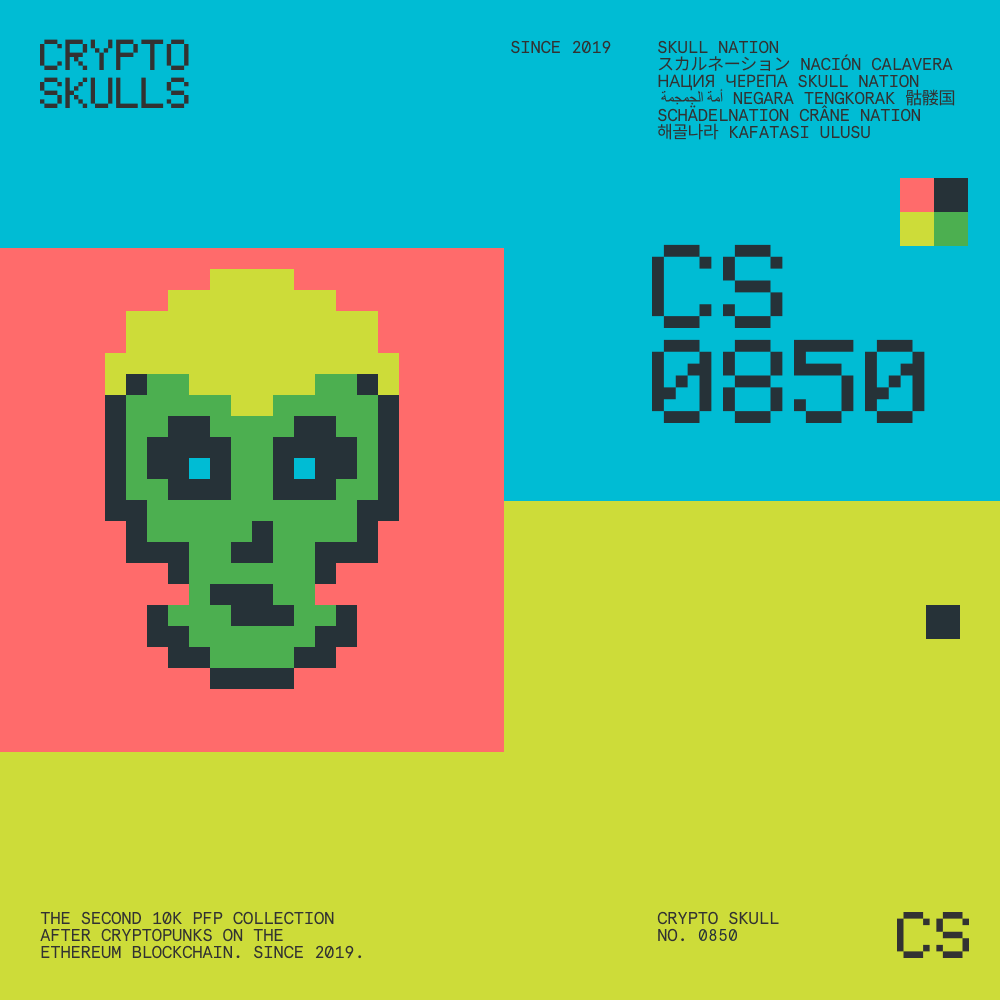 CRYPTO
SKULLS
SINCE 2019
SKULL NATION
スカルネーション NACIÓN CALAVERA
НАЦИЯ ЧЕРЕПА SKULL NATION
أمة الجمجمة NEGARA TENGKORAK 骷髅国
SCHÄDELNATION CRÂNE NATION
해골나라 KAFATASI ULUSU
CS
0850
THE SECOND 10K PFP COLLECTION
AFTER CRYPTOPUNKS ON THE
ETHEREUM BLOCKCHAIN. SINCE 2019.
CRYPTO SKULL
NO. 0850
CS